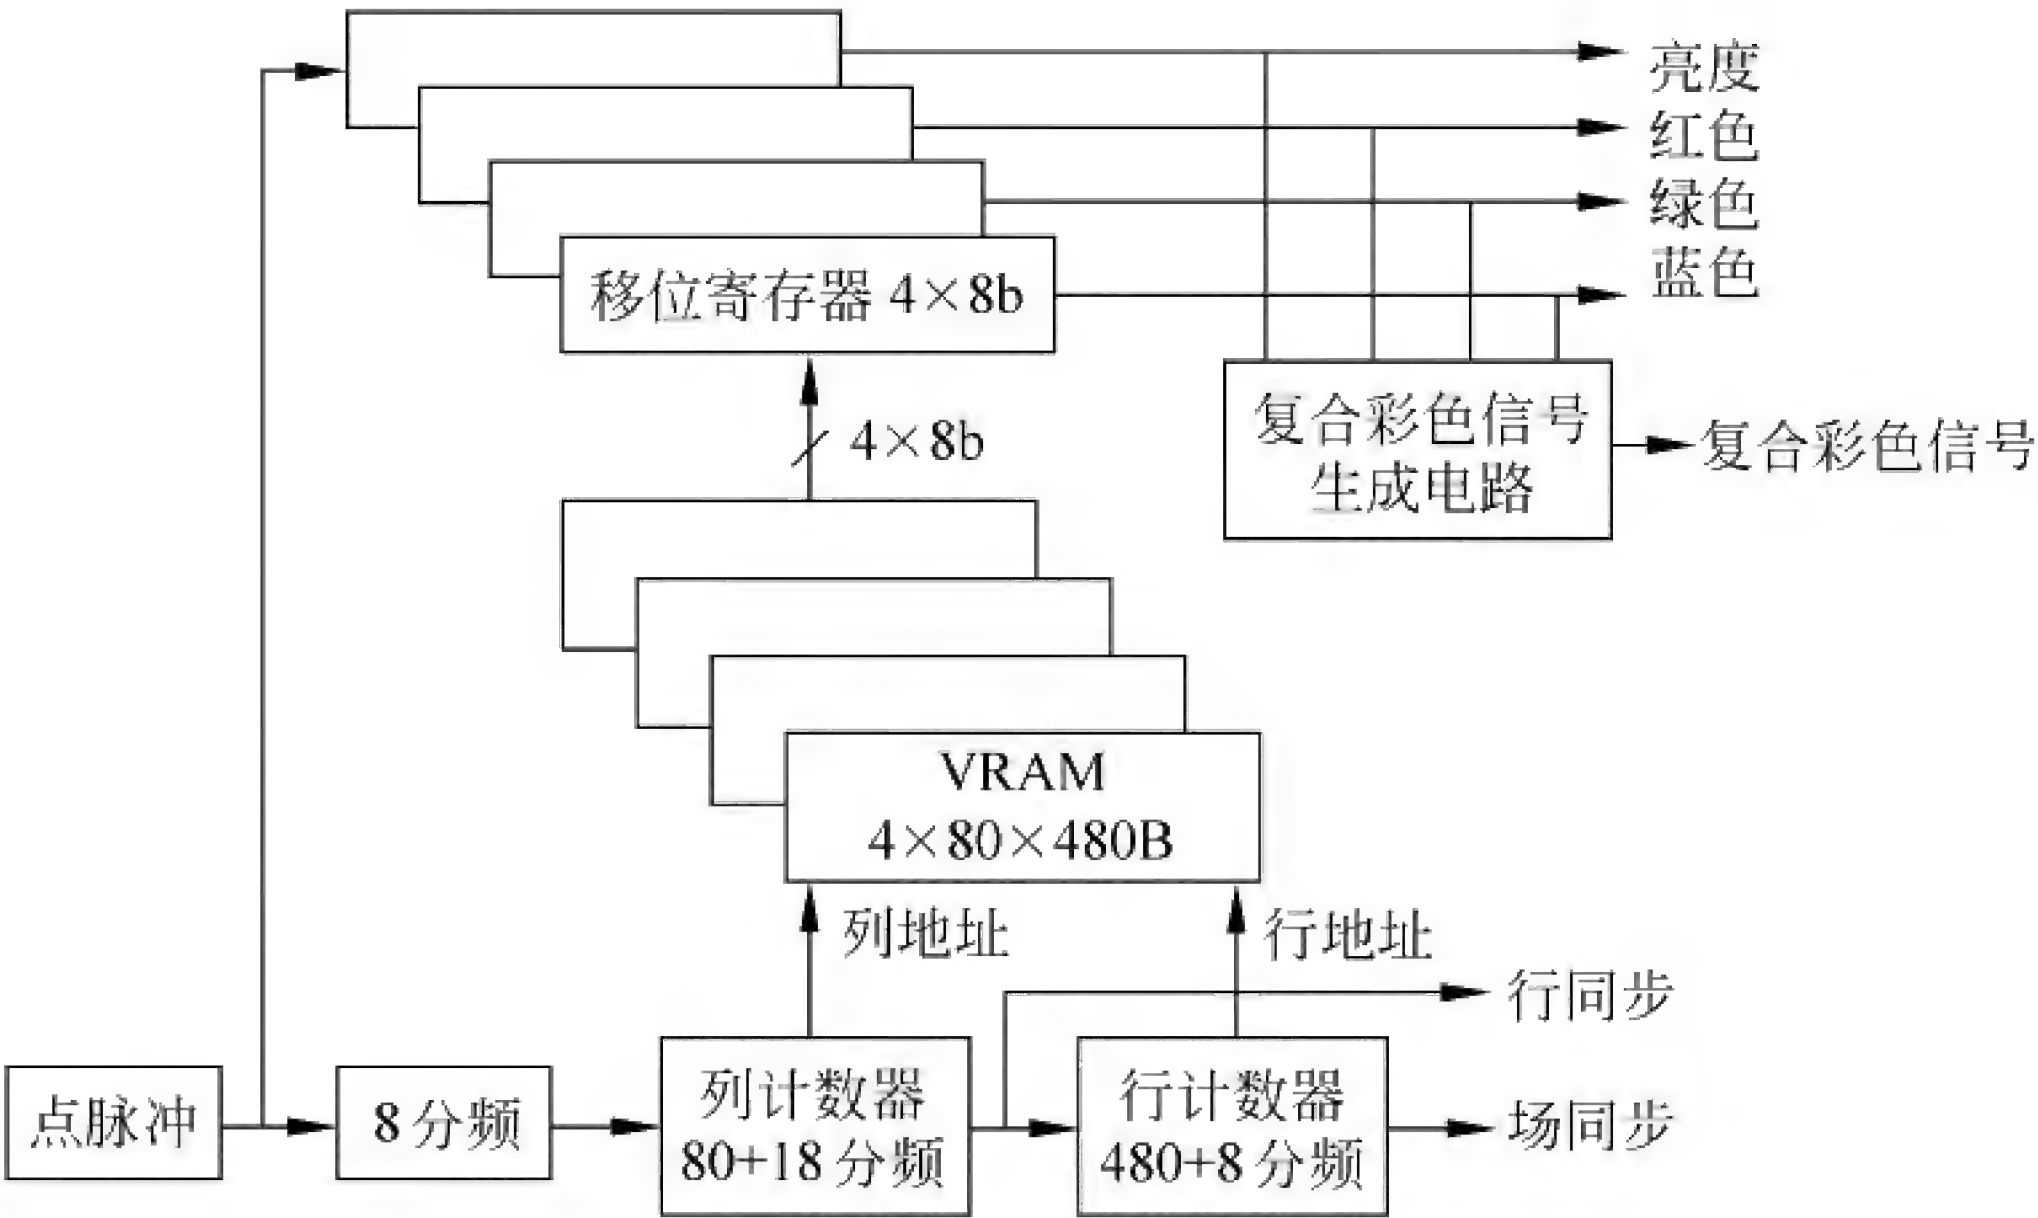 亮度
红色
绿色
蓝色
移位寄存器 4×8b
4×8b
复合彩色信号
生成电路
复合彩色信号
VRAM
4×80×480B
列地址
行地址
行同步
点脉冲
8分频
列计数器
80+18分频
行计数器
480+8分频
场同步